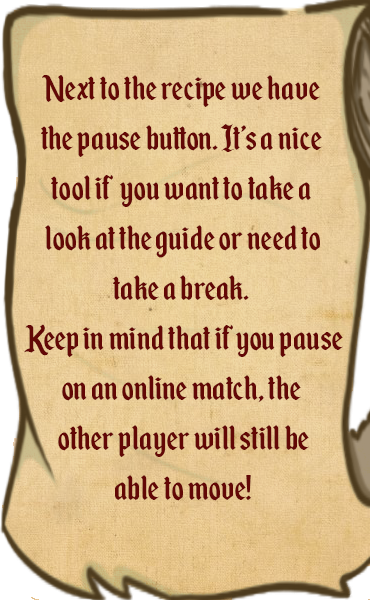 Next to the recipe we have
the pause button. It's a nice
tool if you want to take a
look at the guide or need to
take a break.
Keep in mind that if you pause
on an online match, the
other player will still be
able to move!